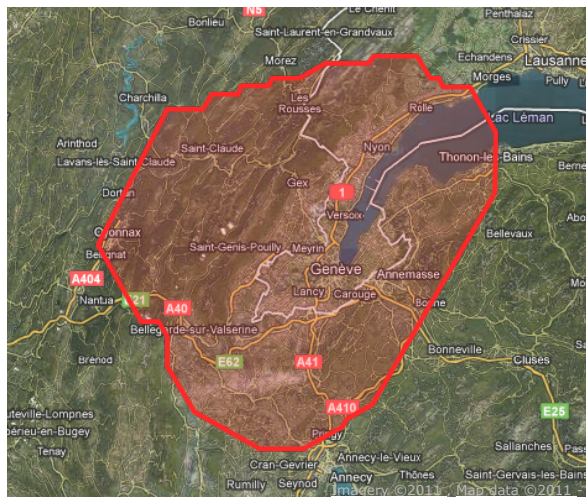 N5
Le Chenit
Penthalaz
Bonlieu
Saint-Laurent-en-Grandvaux
Crissier
Morez
Echandens
Lausanne
Morges
Pully
Charchilla
Les
Rousses
Rolle
Lac Léman
Arinthod
Saint-Claude
Nyon
Lavans-lès-Saint-Claude
Thonon-les-Bains
Gex
1
Dortan
Versoix
Oyonnax
Saint-Genis-Pouilly
Meyrin
Bellevaux
Bellignat
Genève
Annemasse
A404
Lancy
Carouge
Nantua
E21
A40
Bonne
Bellegarde-sur-Valserine
Bonneville
Cluses
Brénod
E62
A41
A410
E25
Hauteville-Lompnes
Pringy
Sallanches
Tenay
Cran-Gevrier
Annecy-le-Vieux
Rumilly
Seynod
Annecy
Thônes
Saint-Gervais-les-Bains
Imagery ©2011 , Map data ©2011